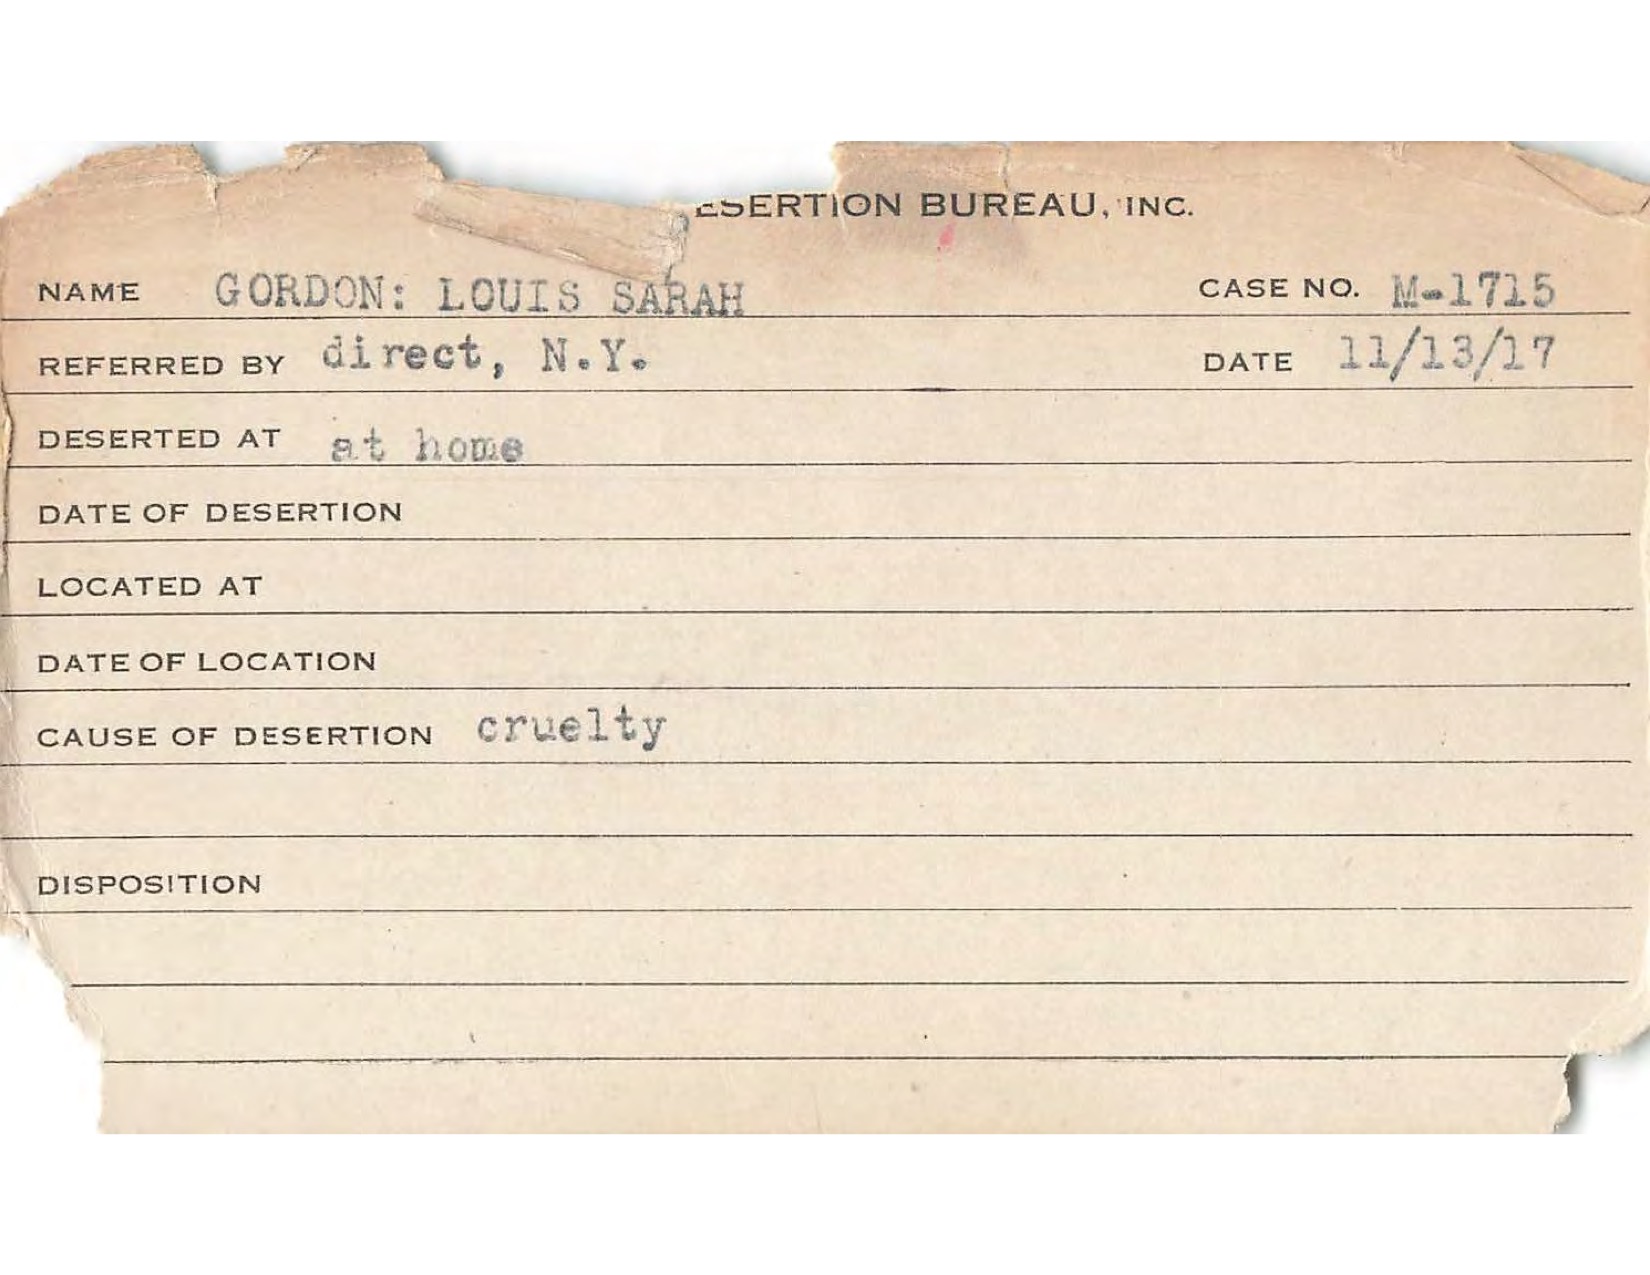 ESERTION BUREAU, INC.
NAME GORDON: LOUIS SARAH CASE NO. M-1715
REFERRED BY direct, N.Y. DATE 11/13/17
DESERTED AT at home
DATE OF DESERTION
LOCATED AT
DATE OF LOCATION
CAUSE OF DESERTION cruelty
DISPOSITION